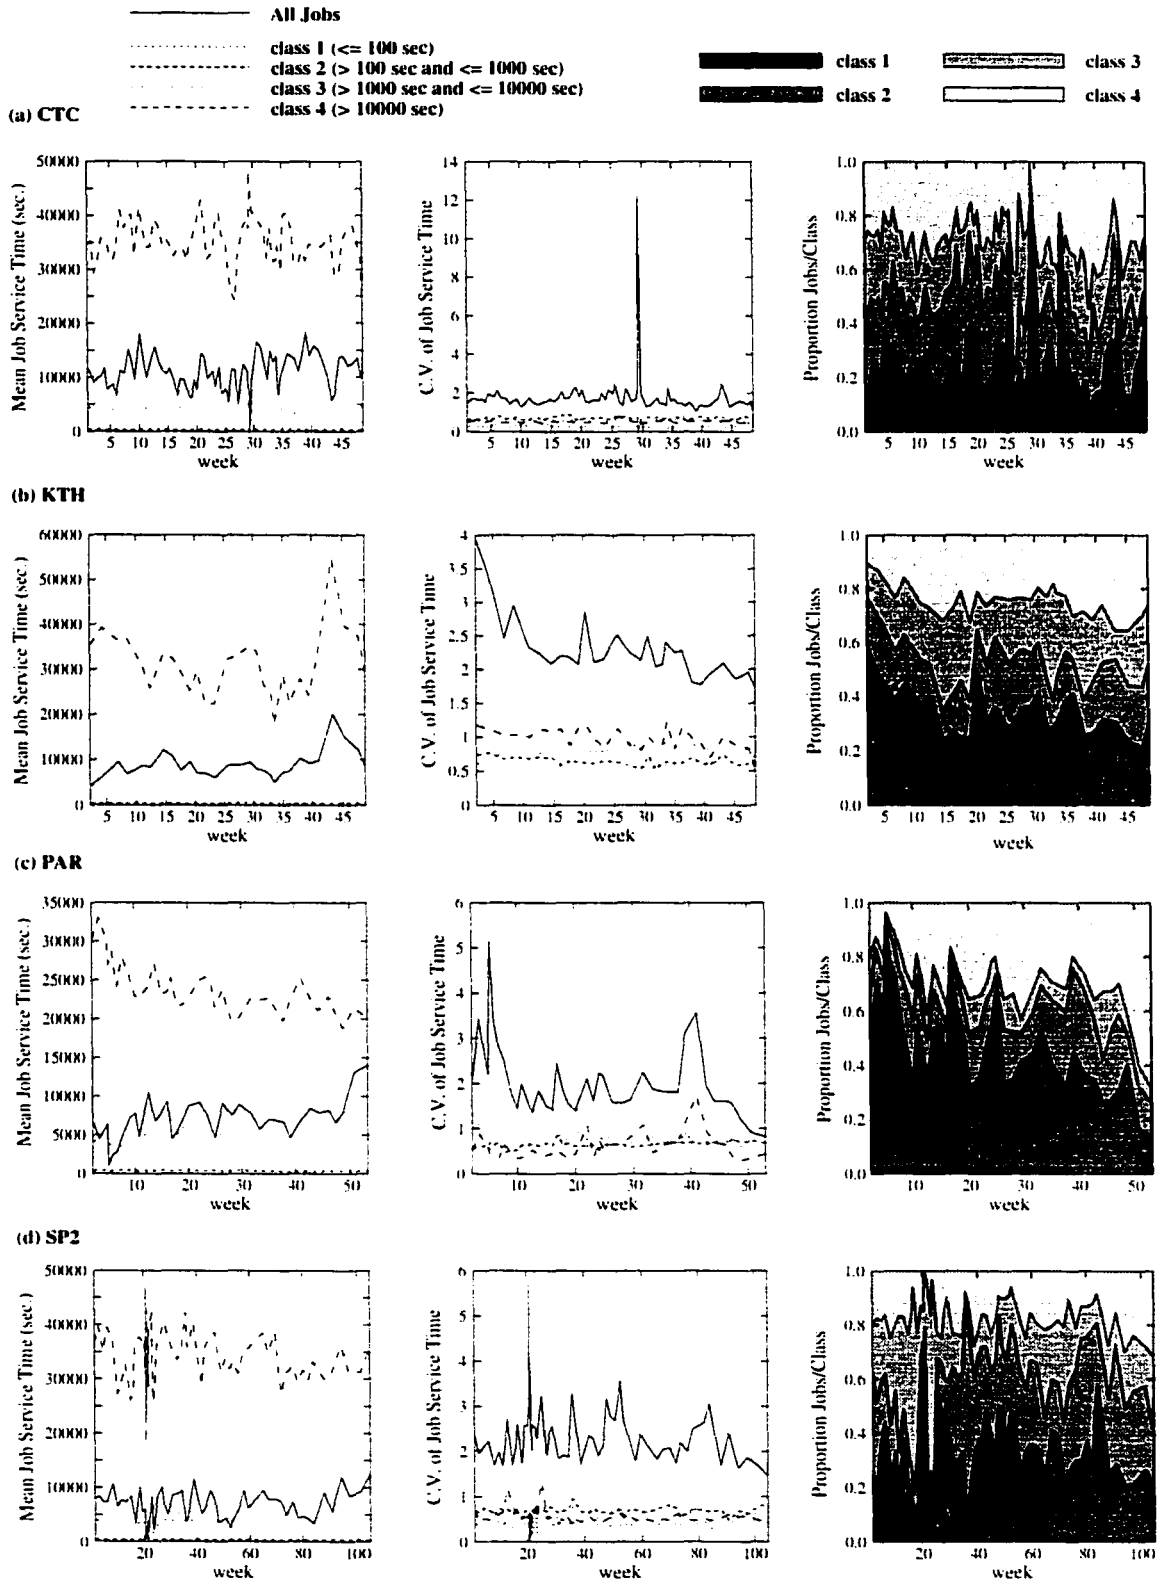 All Jobs
class 1 (<= 100 sec)
class 2 (> 100 sec and <= 1000 sec)
class 3 (> 1000 sec and <= 10000 sec)
class 4 (> 10000 sec)
class 1
class 3
class 2
class 4
(a) CTC
Mean Job Service Time (sec.)
50000
40000
30000
20000
10000
0
5 10 15 20 25 30 35 40 45
week
C.V. of Job Service Time
14
12
10
8
6
4
2
0
5 10 15 20 25 30 35 40 45
week
Proportion Jobs/Class
1.0
0.8
0.6
0.4
0.2
0.0
5 10 15 20 25 30 35 40 45
week
(b) KTH
Mean Job Service Time (sec.)
60000
50000
40000
30000
20000
10000
0
5 10 15 20 25 30 35 40 45
week
C.V. of Job Service Time
4
3.5
3
2.5
2
1.5
1
0.5
0
5 10 15 20 25 30 35 40 45
week
Proportion Jobs/Class
1.0
0.8
0.6
0.4
0.2
0.0
5 10 15 20 25 30 35 40 45
week
(c) PAR
Mean Job Service Time (sec.)
35000
30000
25000
20000
15000
10000
5000
0
10 20 30 40 50
week
C.V. of Job Service Time
6
5
4
3
2
1
0
10 20 30 40 50
week
Proportion Jobs/Class
1.0
0.8
0.6
0.4
0.2
0.0
10 20 30 40 50
week
(d) SP2
Mean Job Service Time (sec.)
50000
40000
30000
20000
10000
0
20 40 60 80 100
week
C.V. of Job Service Time
6
5
4
3
2
1
0
20 40 60 80 100
week
Proportion Jobs/Class
1.0
0.8
0.6
0.4
0.2
0.0
20 40 60 80 100
week